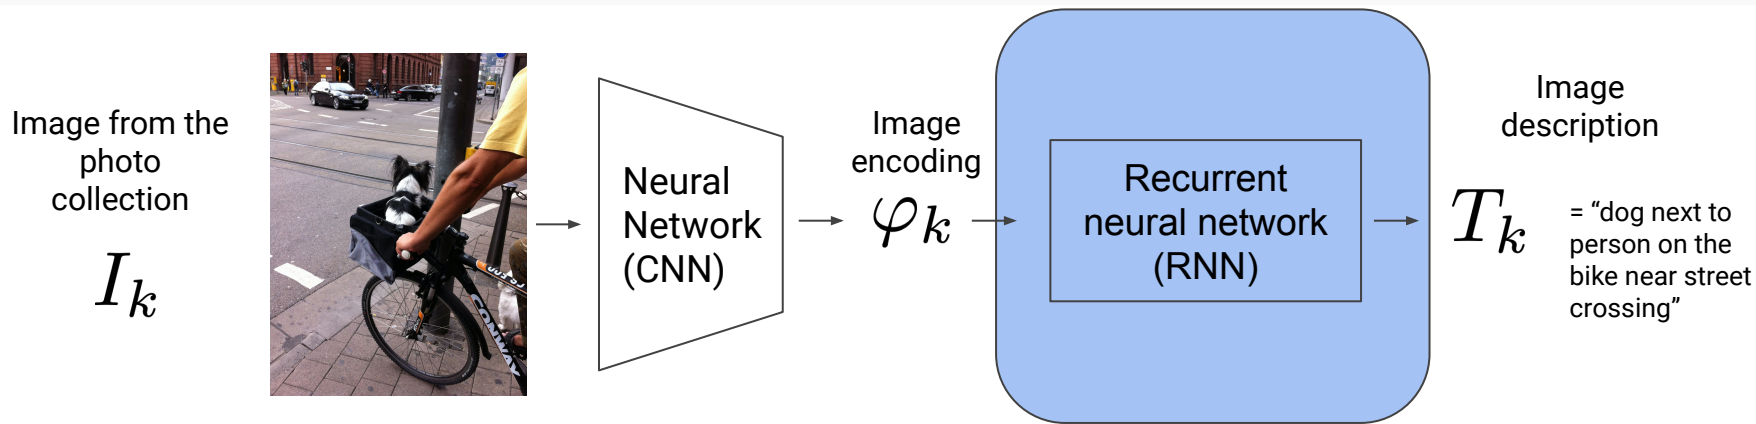 Image from the
photo
collection
I_k
CONWAY
Neural
Network
(CNN)
Image
encoding
φ_k
Recurrent
neural network
(RNN)
Image
description
T_k
= “dog next to
person on the
bike near street
crossing”